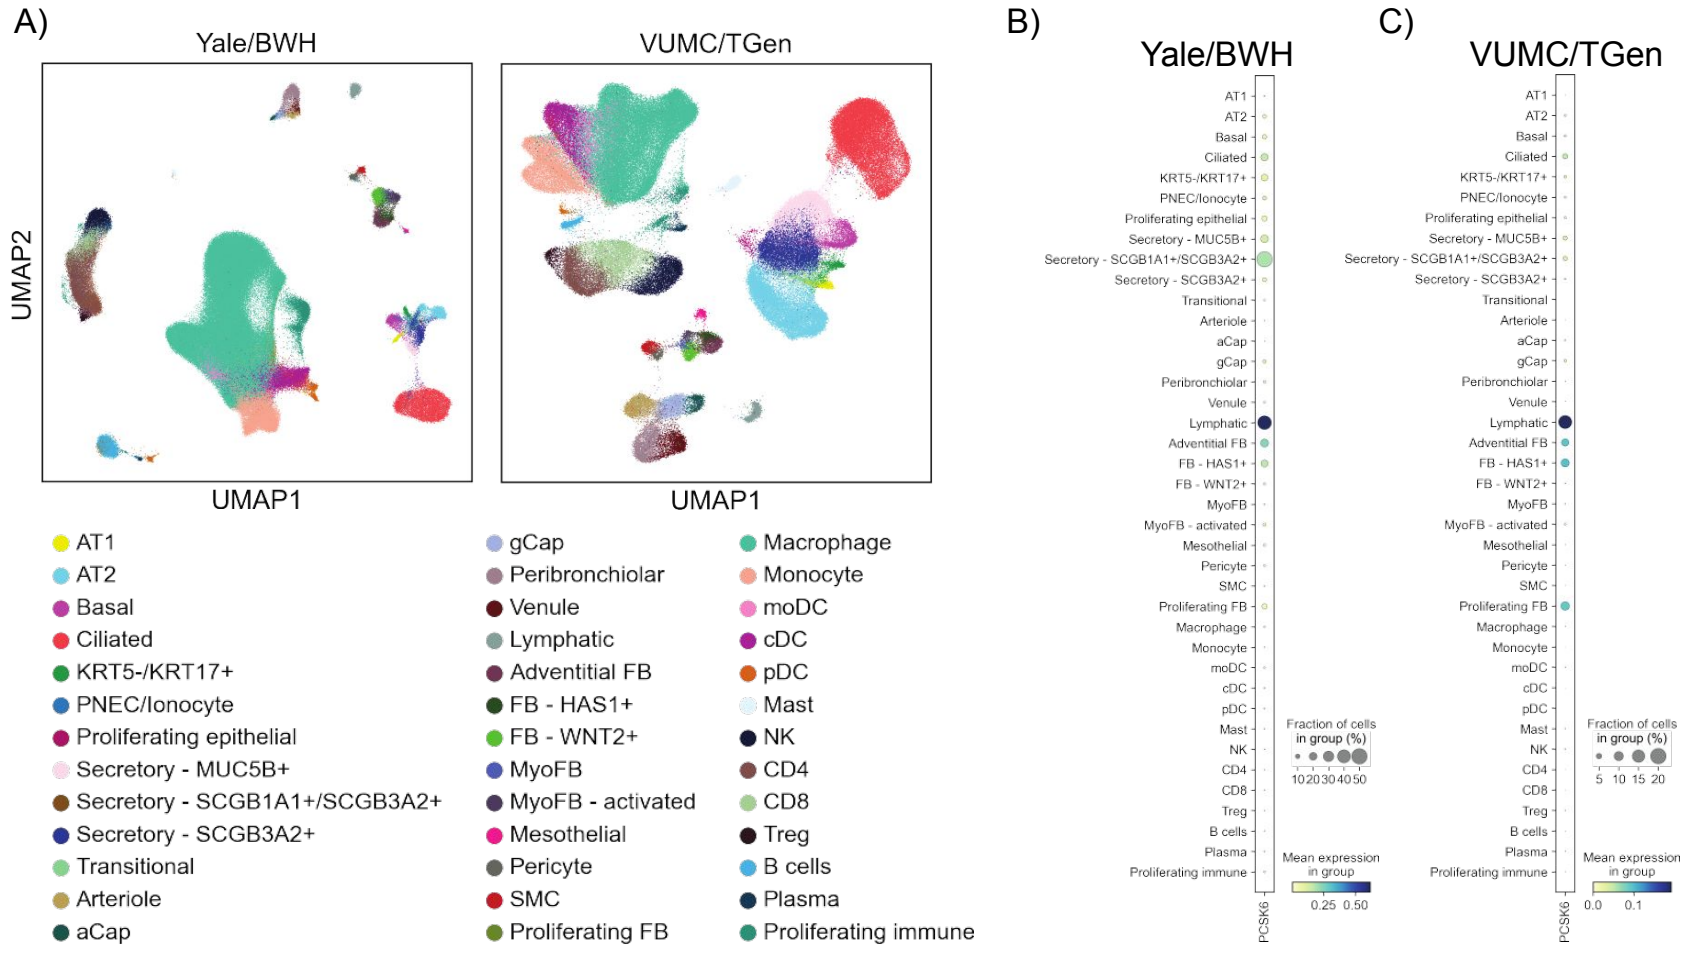 A)
Yale/BWH
VUMC/TGen
UMAP2
UMAP1
UMAP1
AT1
AT2
Basal
Ciliated
KRT5-/KRT17+
PNEC/Ionocyte
Proliferating epithelial
Secretory - MUC5B+
Secretory - SCGB1A1+/SCGB3A2+
Secretory - SCGB3A2+
Transitional
Arteriole
aCap
gCap
Peribronchiolar
Venule
Lymphatic
Adventitial FB
FB - HAS1+
FB - WNT2+
MyoFB
MyoFB - activated
Mesothelial
Pericyte
SMC
Proliferating FB
Macrophage
Monocyte
moDC
cDC
pDC
Mast
NK
CD4
CD8
Treg
B cells
Plasma
Proliferating immune
B)
Yale/BWH
AT1
AT2
Basal
Ciliated
KRT5-/KRT17+
PNEC/Ionocyte
Proliferating epithelial
Secretory - MUC5B+
Secretory - SCGB1A1+/SCGB3A2+
Secretory - SCGB3A2+
Transitional
Arteriole
aCap
gCap
Peribronchiolar
Venule
Lymphatic
Adventitial FB
FB - HAS1+
FB - WNT2+
MyoFB
MyoFB - activated
Mesothelial
Pericyte
SMC
Proliferating FB
Macrophage
Monocyte
moDC
cDC
pDC
Mast
NK
CD4
CD8
Treg
B cells
Plasma
Proliferating immune
PCSK6
Fraction of cells
in group (%)
10 20 30 40 50
Mean expression
in group
0.25 0.50
C)
VUMC/TGen
AT1
AT2
Basal
Ciliated
KRT5-/KRT17+
PNEC/Ionocyte
Proliferating epithelial
Secretory - MUC5B+
Secretory - SCGB1A1+/SCGB3A2+
Secretory - SCGB3A2+
Transitional
Arteriole
aCap
gCap
Peribronchiolar
Venule
Lymphatic
Adventitial FB
FB - HAS1+
FB - WNT2+
MyoFB
MyoFB - activated
Mesothelial
Pericyte
SMC
Proliferating FB
Macrophage
Monocyte
moDC
cDC
pDC
Mast
NK
CD4
CD8
Treg
B cells
Plasma
Proliferating immune
PCSK6
Fraction of cells
in group (%)
5 10 15 20
Mean expression
in group
0.0 0.1